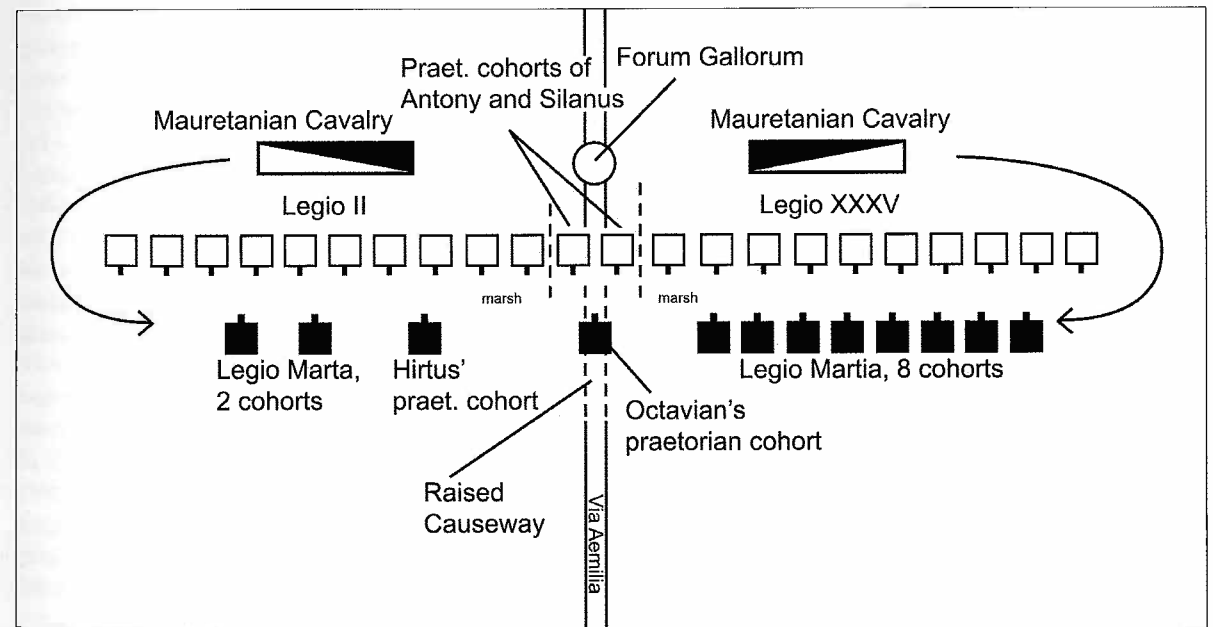 Praet. cohorts of
Antony and Silanus
Forum Gallorum
Mauretanian Cavalry
Mauretanian Cavalry
Legio II
Legio XXXV
marsh
marsh
Legio Marta,
2 cohorts
Hirtus'
praet. cohort
Legio Martia, 8 cohorts
Octavian's
praetorian cohort
Raised
Causeway
Via Aemilia